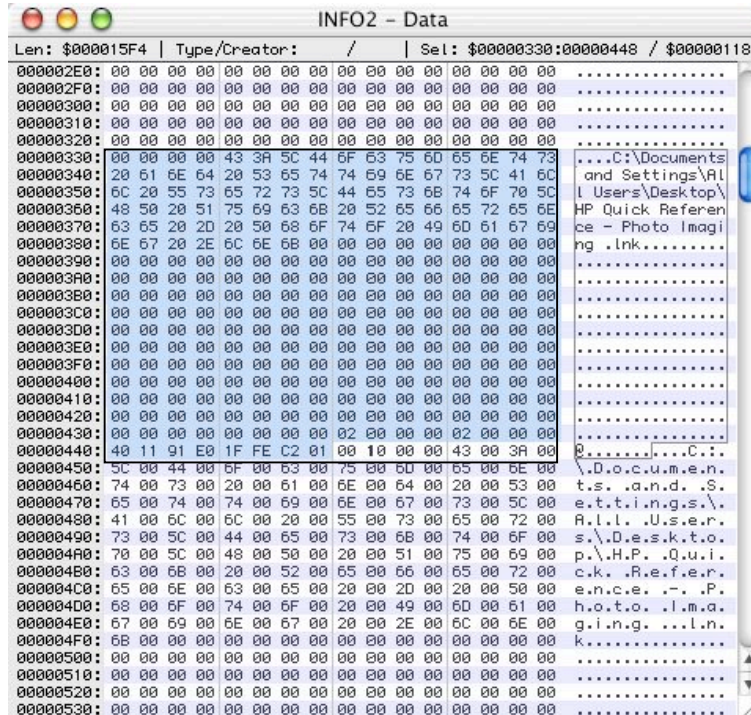 INFO2 - Data
Len: $000015F4 | Type/Creator: / | Sel: $00000330:00000448 / $00000118
000002E0: 00 00 00 00 00 00 00 00 00 00 00 00 00 00 00 00 ................
000002F0: 00 00 00 00 00 00 00 00 00 00 00 00 00 00 00 00 ................
00000300: 00 00 00 00 00 00 00 00 00 00 00 00 00 00 00 00 ................
00000310: 00 00 00 00 00 00 00 00 00 00 00 00 00 00 00 00 ................
00000320: 00 00 00 00 00 00 00 00 00 00 00 00 00 00 00 00 ................
00000330: 00 00 00 00 43 3A 5C 44 6F 63 75 6D 65 6E 74 73 ....C:\Documents
00000340: 20 61 6E 64 20 53 65 74 74 69 6E 67 73 5C 41 6C  and Settings\Al
00000350: 6C 20 55 73 65 72 73 5C 44 65 73 6B 74 6F 70 5C l Users\Desktop\
00000360: 48 50 20 51 75 69 63 6B 20 52 65 66 65 72 65 6E HP Quick Referen
00000370: 63 65 20 2D 20 50 68 6F 74 6F 20 49 6D 61 67 69 ce - Photo Imagi
00000380: 6E 67 20 2E 6C 6E 6B 00 00 00 00 00 00 00 00 00 ng .lnk.........
00000390: 00 00 00 00 00 00 00 00 00 00 00 00 00 00 00 00 ................
000003A0: 00 00 00 00 00 00 00 00 00 00 00 00 00 00 00 00 ................
000003B0: 00 00 00 00 00 00 00 00 00 00 00 00 00 00 00 00 ................
000003C0: 00 00 00 00 00 00 00 00 00 00 00 00 00 00 00 00 ................
000003D0: 00 00 00 00 00 00 00 00 00 00 00 00 00 00 00 00 ................
000003E0: 00 00 00 00 00 00 00 00 00 00 00 00 00 00 00 00 ................
000003F0: 00 00 00 00 00 00 00 00 00 00 00 00 00 00 00 00 ................
00000400: 00 00 00 00 00 00 00 00 00 00 00 00 00 00 00 00 ................
00000410: 00 00 00 00 00 00 00 00 00 00 00 00 00 00 00 00 ................
00000420: 00 00 00 00 00 00 00 00 00 00 00 00 00 00 00 00 ................
00000430: 00 00 00 00 00 00 00 00 02 00 00 00 02 00 00 00 ................
00000440: 40 11 91 E0 1F FE C2 01 00 10 00 00 43 00 3A 00 @...........C.:.
00000450: 5C 00 44 00 6F 00 63 00 75 00 6D 00 65 00 6E 00 \.D.o.c.u.m.e.n.
00000460: 74 00 73 00 20 00 61 00 6E 00 64 00 20 00 53 00 t.s. .a.n.d. .S.
00000470: 65 00 74 00 74 00 69 00 6E 00 67 00 73 00 5C 00 e.t.t.i.n.g.s.\.
00000480: 41 00 6C 00 6C 00 20 00 55 00 73 00 65 00 72 00 A.l.l. .U.s.e.r.
00000490: 73 00 5C 00 44 00 65 00 73 00 6B 00 74 00 6F 00 s.\.D.e.s.k.t.o.
000004A0: 70 00 5C 00 48 00 50 00 20 00 51 00 75 00 69 00 p.\.H.P. .Q.u.i.
000004B0: 63 00 6B 00 20 00 52 00 65 00 66 00 65 00 72 00 c.k. .R.e.f.e.r.
000004C0: 65 00 6E 00 63 00 65 00 20 00 2D 00 20 00 50 00 e.n.c.e. .-. .P.
000004D0: 68 00 6F 00 74 00 6F 00 20 00 49 00 6D 00 61 00 h.o.t.o. .I.m.a.
000004E0: 67 00 69 00 6E 00 67 00 20 00 2E 00 6C 00 6E 00 g.i.n.g. ...l.n.
000004F0: 6B 00 00 00 00 00 00 00 00 00 00 00 00 00 00 00 k...............
00000500: 00 00 00 00 00 00 00 00 00 00 00 00 00 00 00 00 ................
00000510: 00 00 00 00 00 00 00 00 00 00 00 00 00 00 00 00 ................
00000520: 00 00 00 00 00 00 00 00 00 00 00 00 00 00 00 00 ................
00000530: 00 00 00 00 00 00 00 00 00 00 00 00 00 00 00 00 ................